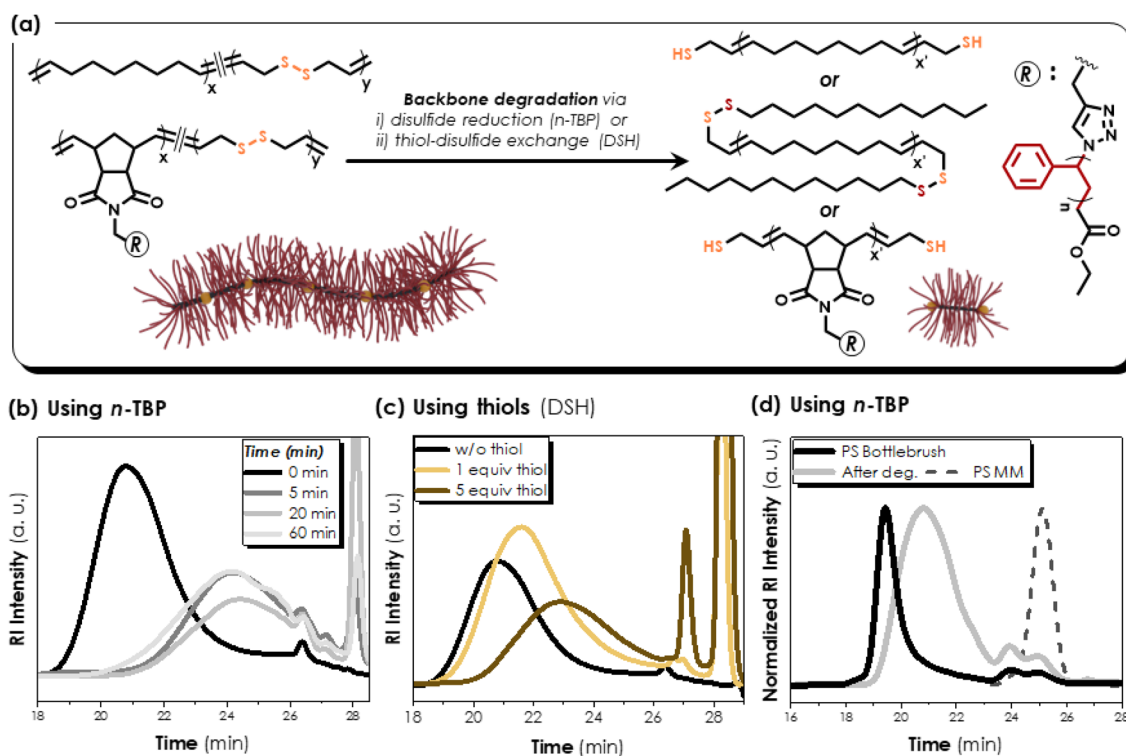 (a)
x
S
S
y
x
S
S
y
O
N
O
R
Backbone degradation via
i) disulfide reduction (n-TBP) or
ii) thiol-disulfide exchange (DSH)
HS
x'
SH
or
S
S
x'
S
S
or
HS
x'
SH
O
N
O
R
R :
N
N
N
n
O
O
(b) Using n-TBP
RI Intensity (a. u.)
Time (min)
0 min
5 min
20 min
60 min
18 20 22 24 26 28
Time (min)
(c) Using thiols (DSH)
RI Intensity (a. u.)
w/o thiol
1 equiv thiol
5 equiv thiol
18 20 22 24 26 28
Time (min)
(d) Using n-TBP
Normalized RI Intensity (a. u.)
PS Bottlebrush
After deg. PS MM
16 18 20 22 24 26 28
Time (min)